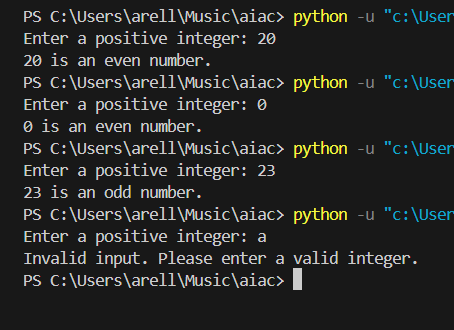 PS C:\Users\arell\Music\aiac> python -u "c:\User
Enter a positive integer: 20
20 is an even number.
PS C:\Users\arell\Music\aiac> python -u "c:\User
Enter a positive integer: 0
0 is an even number.
PS C:\Users\arell\Music\aiac> python -u "c:\User
Enter a positive integer: 23
23 is an odd number.
PS C:\Users\arell\Music\aiac> python -u "c:\User
Enter a positive integer: a
Invalid input. Please enter a valid integer.
PS C:\Users\arell\Music\aiac>